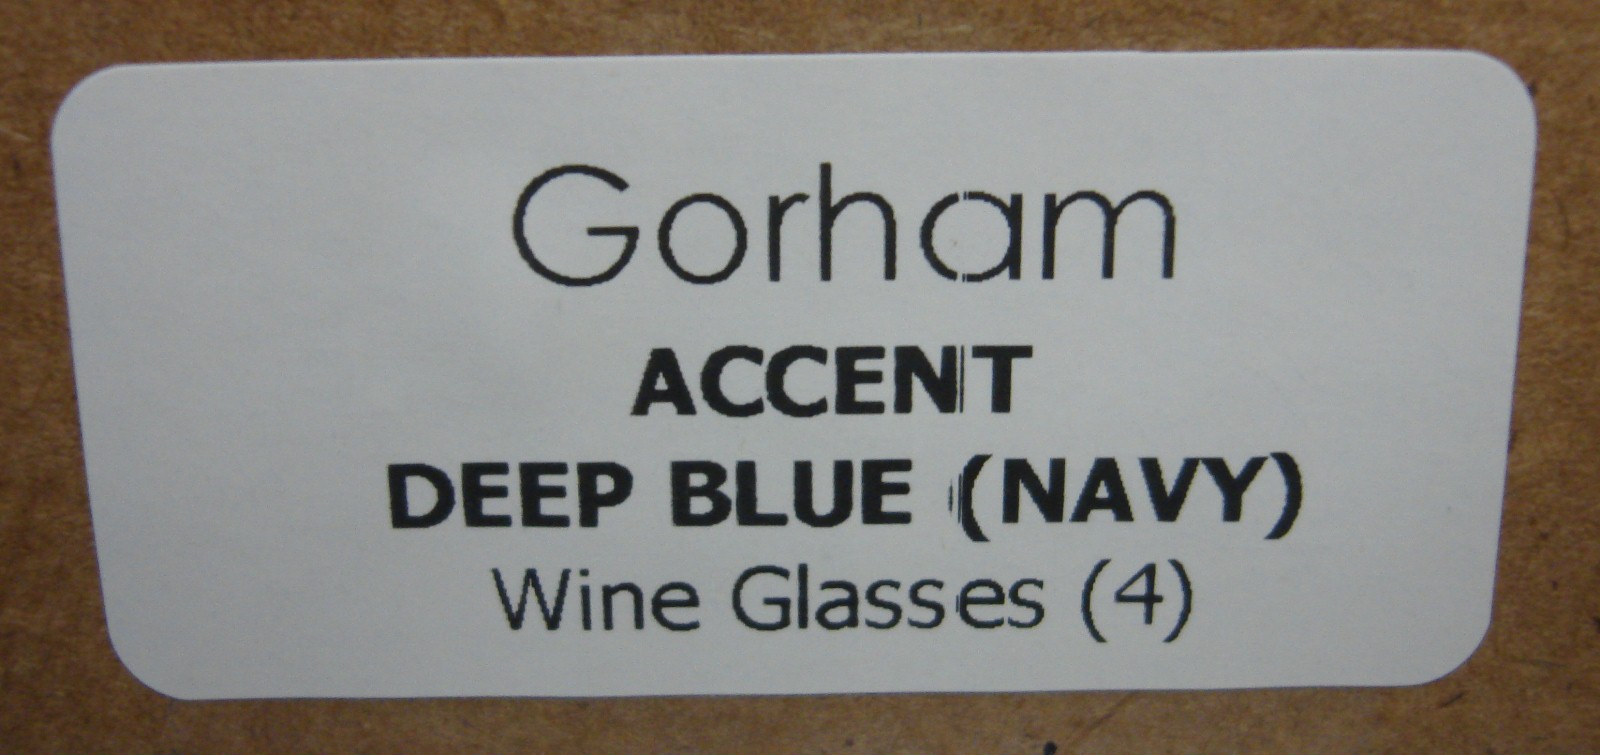 Gorham
ACCENT
DEEP BLUE (NAVY)
Wine Glasses (4)